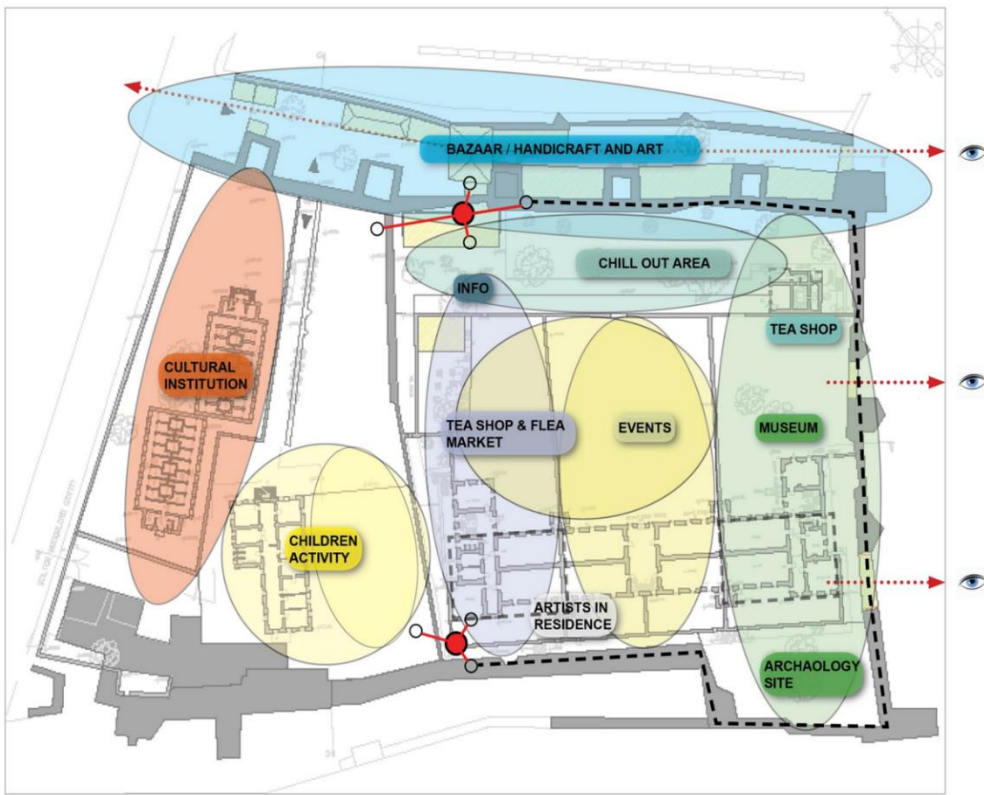 BAZAAR / HANDICRAFT AND ART
CHILL OUT AREA
INFO
TEA SHOP
CULTURAL
INSTITUTION
TEA SHOP & FLEA
MARKET
EVENTS
MUSEUM
CHILDREN
ACTIVITY
ARTISTS IN
RESIDENCE
ARCHAOLOGY
SITE